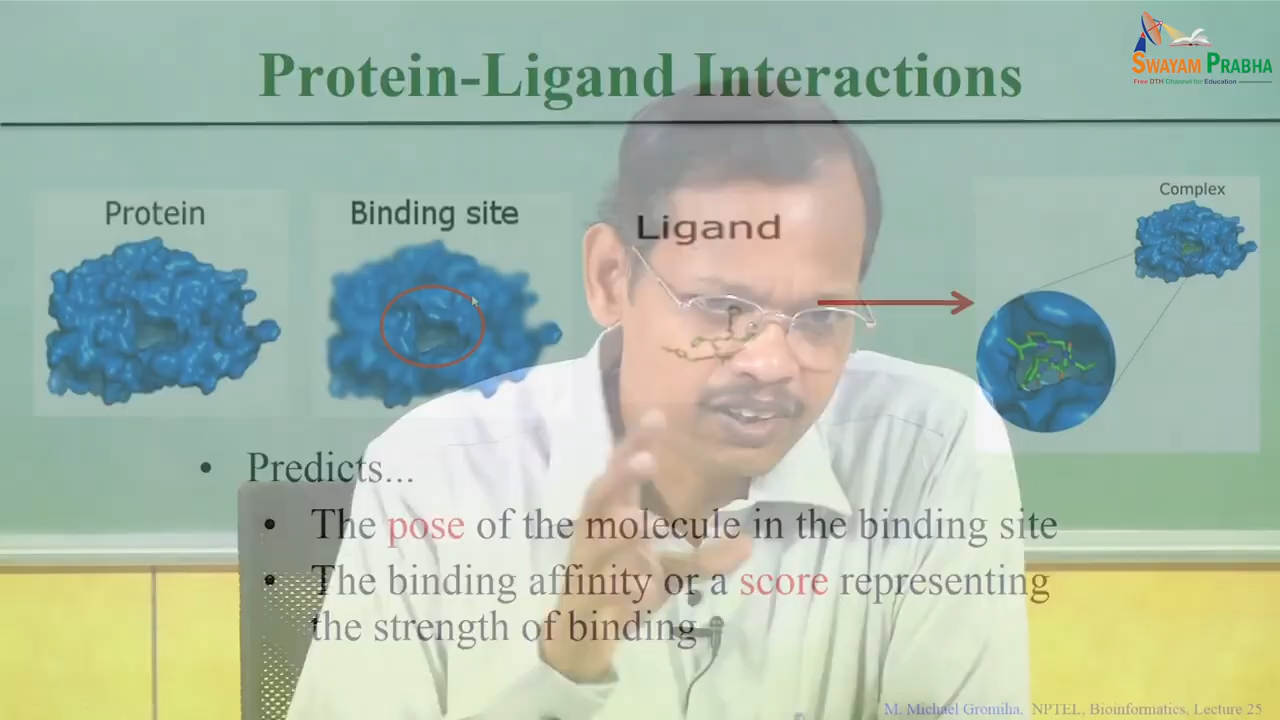 Protein-Ligand Interactions
SWAYAM PRABHA
Free DTH Channel for Education
Protein
Binding site
Ligand
Complex
• Predicts...
• The pose of the molecule in the binding site
• The binding affinity or a score representing
the strength of binding
M. Michael Gromiha, NPTEL, Bioinformatics, Lecture 25